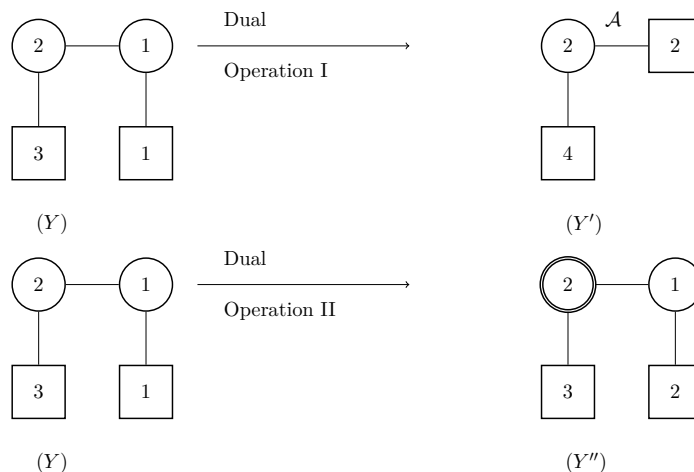 2 1 Dual 𝒜 2 2
Operation I
3 1 4
(Y) (Y′)
2 1 Dual 2 1
Operation II
3 1 3 2
(Y) (Y′′)